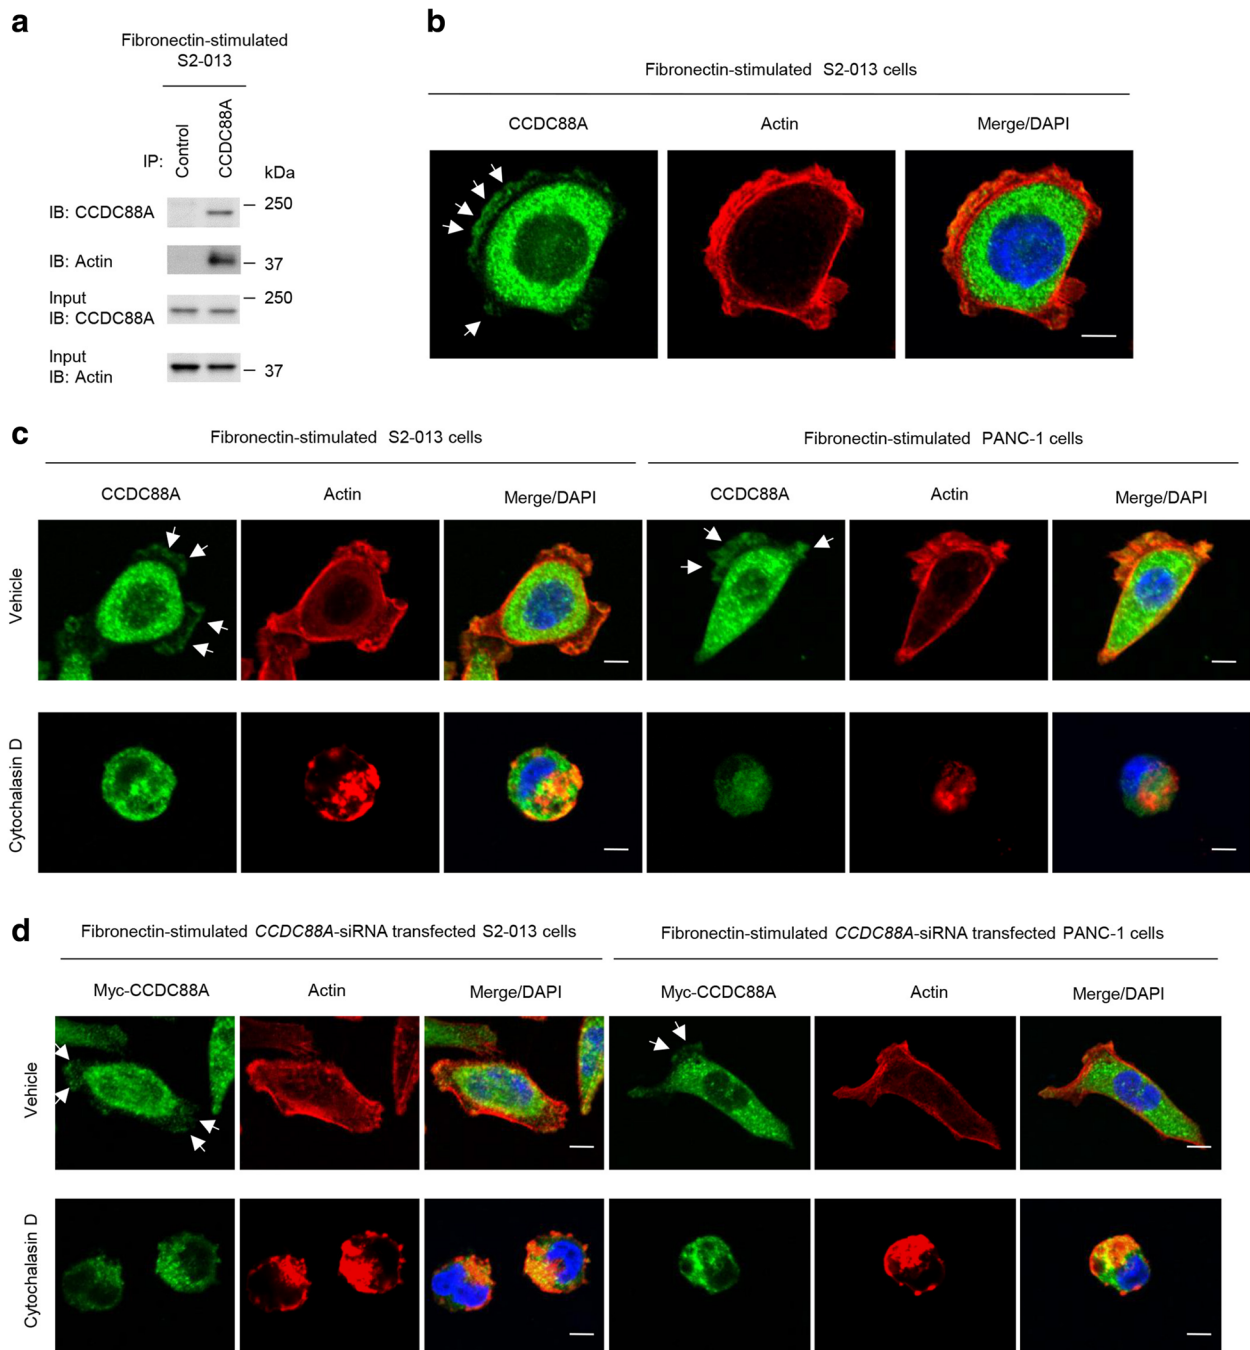 a
Fibronectin-stimulated
S2-013
IP:
Control
CCDC88A
kDa
IB: CCDC88A
250
IB: Actin
37
Input
IB: CCDC88A
250
Input
IB: Actin
37
b
Fibronectin-stimulated S2-013 cells
CCDC88A
Actin
Merge/DAPI
c
Fibronectin-stimulated S2-013 cells
Fibronectin-stimulated PANC-1 cells
CCDC88A
Actin
Merge/DAPI
CCDC88A
Actin
Merge/DAPI
Vehicle
Cytochalasin D
d
Fibronectin-stimulated CCDC88A-siRNA transfected S2-013 cells
Fibronectin-stimulated CCDC88A-siRNA transfected PANC-1 cells
Myc-CCDC88A
Actin
Merge/DAPI
Myc-CCDC88A
Actin
Merge/DAPI
Vehicle
Cytochalasin D